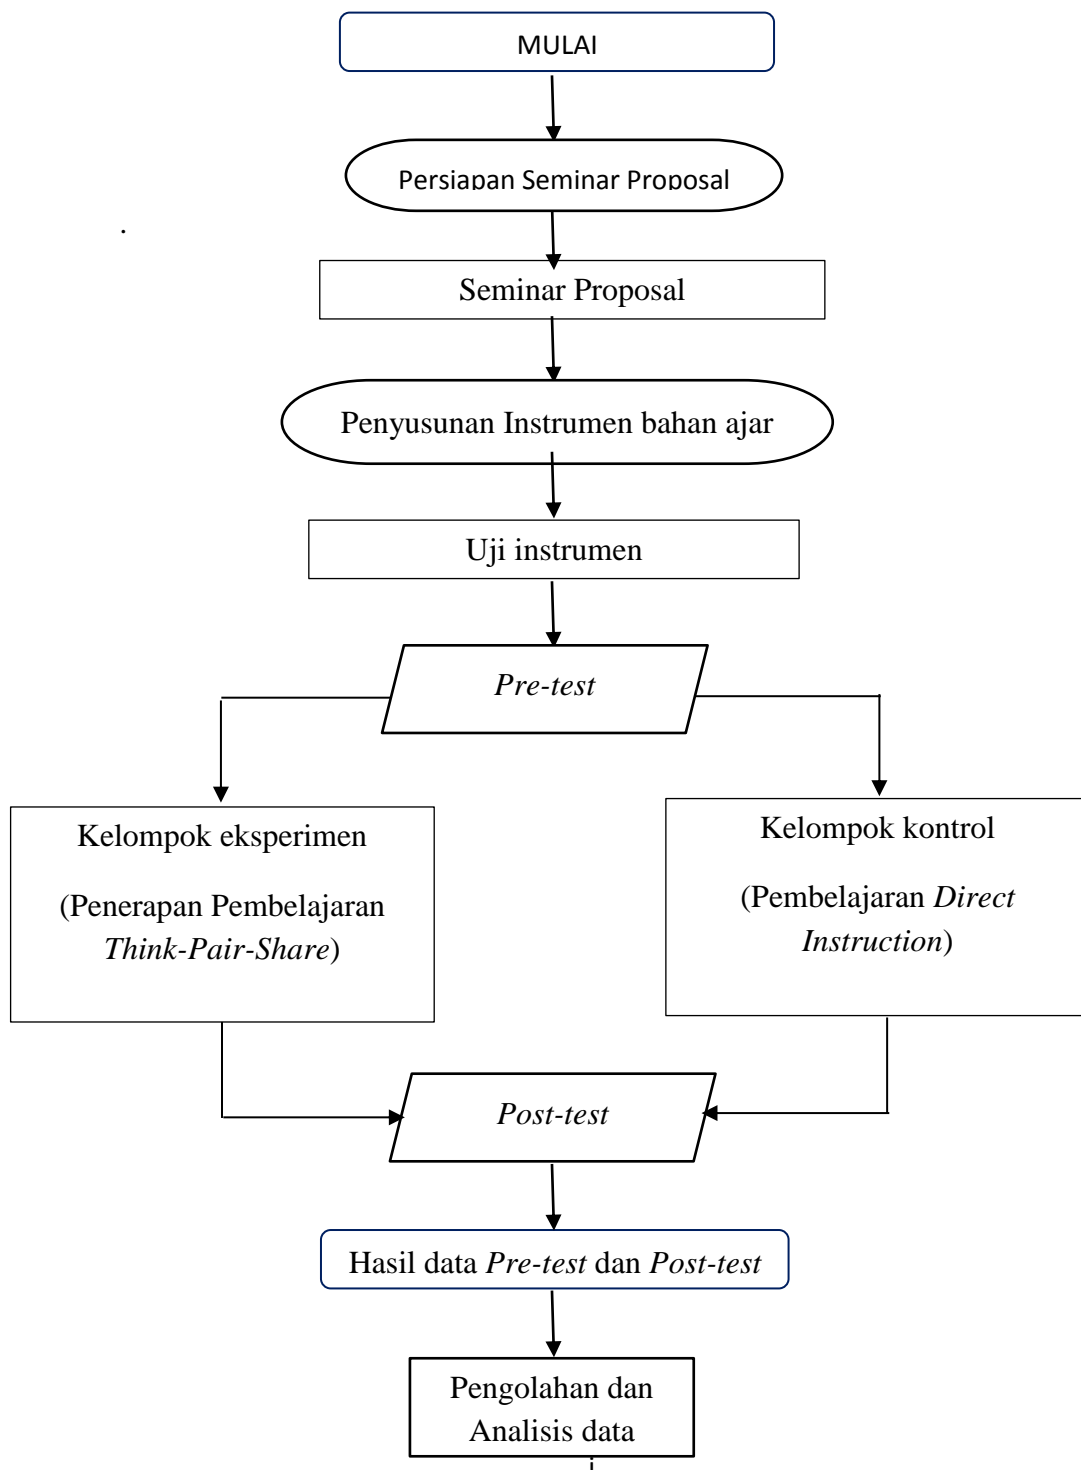 MULAI
Persiapan Seminar Proposal
.
Seminar Proposal
Penyusunan Instrumen bahan ajar
Uji instrumen
Pre-test
Kelompok eksperimen
(Penerapan Pembelajaran
Think-Pair-Share)
Kelompok kontrol
(Pembelajaran Direct
Instruction)
Post-test
Hasil data Pre-test dan Post-test
Pengolahan dan
Analisis data